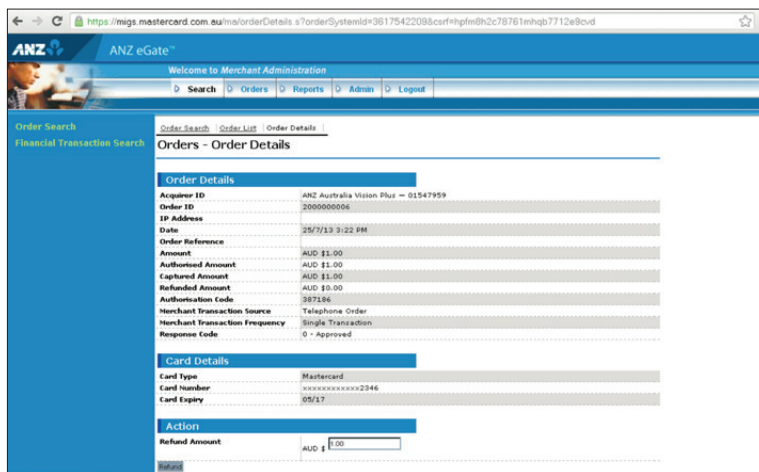 https://migs.mastercard.com.au/ma/orderDetails.s?orderSystemId=3617542209&csrf=hpfm8h2c78761mhqb7712e9cvd
ANZ ANZ eGate™
Welcome to Merchant Administration
Search Orders Reports Admin Logout
Order Search
Financial Transaction Search
Order Search Order List Order Details
Orders - Order Details
Order Details
Acquirer ID ANZ Australia Vision Plus - 01547959
Order ID 2000000006
IP Address
Date 25/7/13 3:22 PM
Order Reference
Amount AUD $1.00
Authorised Amount AUD $1.00
Captured Amount AUD $1.00
Refunded Amount AUD $0.00
Authorisation Code 387186
Merchant Transaction Source Telephone Order
Merchant Transaction Frequency Single Transaction
Response Code 0 - Approved
Card Details
Card Type Mastercard
Card Number xxxxxxxxxxxx2346
Card Expiry 05/17
Action
Refund Amount AUD $ 1.00
Refund